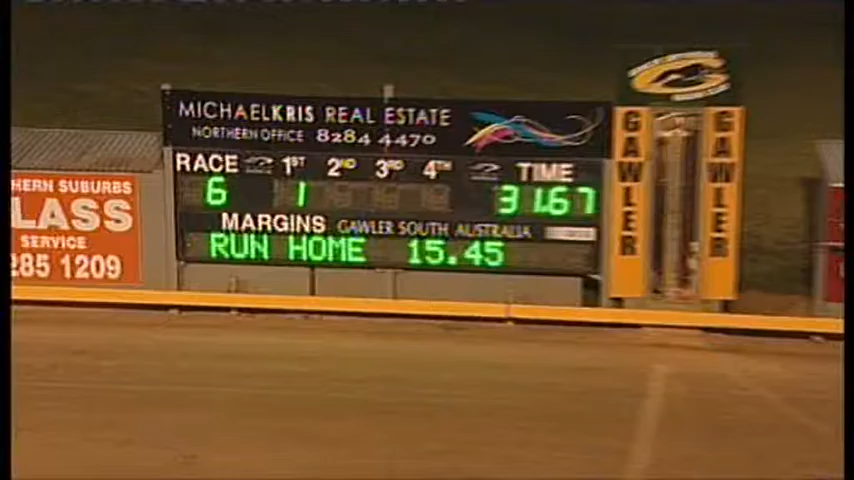 MICHAELKRIS REAL ESTATE
NORTHERN OFFICE 8284 4470
RACE 1ST 2ND 3RD 4TH TIME
6 1 31.67
MARGINS GAWLER SOUTH AUSTRALIA
RUN HOME 15.45
HERN SUBURBS
LASS
SERVICE
285 1209
GAWLER
GAWLER